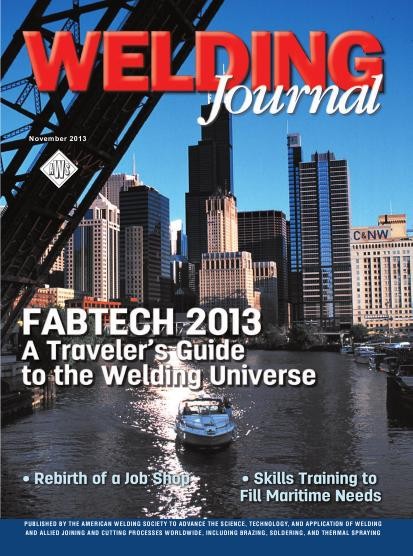 WELDING
Journal
November 2013
AWS
C&NW
FABTECH 2013
A Traveler's Guide
to the Welding Universe
• Rebirth of a Job Shop
• Skills Training to
Fill Maritime Needs
PUBLISHED BY THE AMERICAN WELDING SOCIETY TO ADVANCE THE SCIENCE, TECHNOLOGY, AND APPLICATION OF WELDING
AND ALLIED JOINING AND CUTTING PROCESSES WORLDWIDE, INCLUDING BRAZING, SOLDERING, AND THERMAL SPRAYING